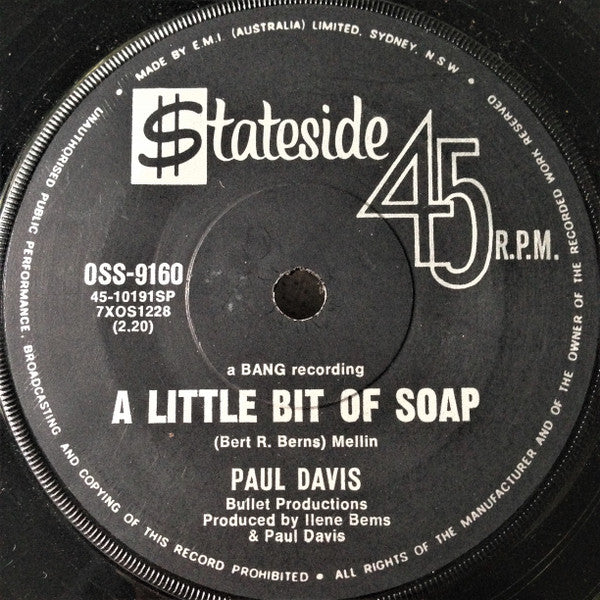 • MADE BY E.M.I (AUSTRALIA) LIMITED. SYDNEY, N.S.W •
$tateside
45
R.P.M.
OSS-9160
45-10191SP
7XOS1228
(2.20)
a BANG recording
A LITTLE BIT OF SOAP
(Bert R. Berns) Mellin
PAUL DAVIS
Bullet Productions
Produced by Ilene Bems
& Paul Davis
UNAUTHORISED PUBLIC PERFORMANCE, BROADCASTING AND COPYING OF THIS RECORD PROHIBITED • ALL RIGHTS OF THE MANUFACTURER AND OF THE OWNER OF THE RECORDED WORK RESERVED